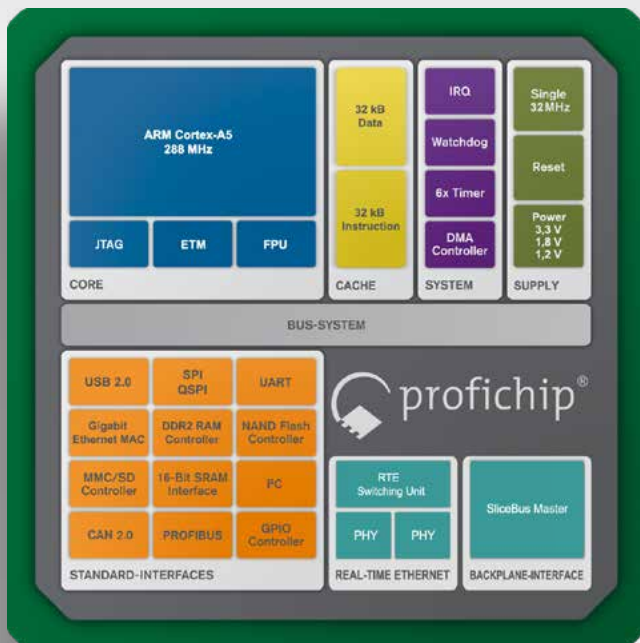 ARM Cortex-A5
288 MHz
JTAG
ETM
FPU
CORE
32 kB
Data
32 kB
Instruction
CACHE
IRQ
Watchdog
6x Timer
DMA
Controller
SYSTEM
Single
32 MHz
Reset
Power
3,3 V
1,8 V
1,2 V
SUPPLY
BUS-SYSTEM
USB 2.0
SPI
QSPI
UART
Gigabit
Ethernet MAC
DDR2 RAM
Controller
NAND Flash
Controller
MMC/SD
Controller
16-Bit SRAM
Interface
I²C
CAN 2.0
PROFIBUS
GPIO
Controller
STANDARD-INTERFACES
profichip®
RTE
Switching Unit
PHY
PHY
REAL-TIME ETHERNET
SliceBus Master
BACKPLANE-INTERFACE